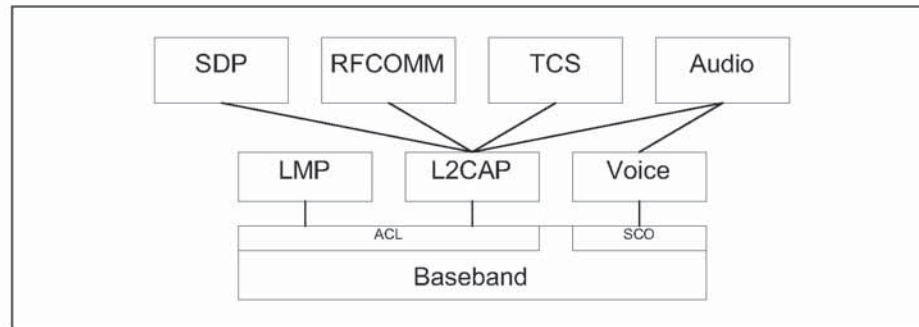 SDP
RFCOMM
TCS
Audio
LMP
L2CAP
Voice
ACL
SCO
Baseband